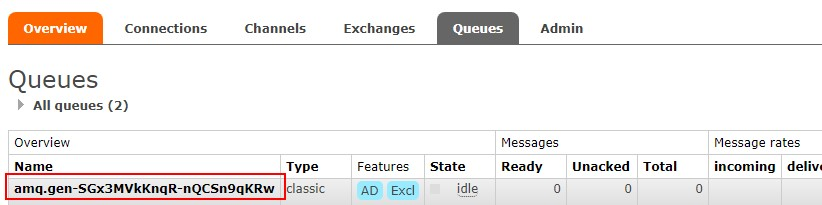 Overview Connections Channels Exchanges Queues Admin
Queues
All queues (2)
Overview Messages Message rates
Name Type Features State Ready Unacked Total incoming
amq.gen-SGx3MVkKnqR-nQCSn9qKRw classic AD Excl idle 0 0 0